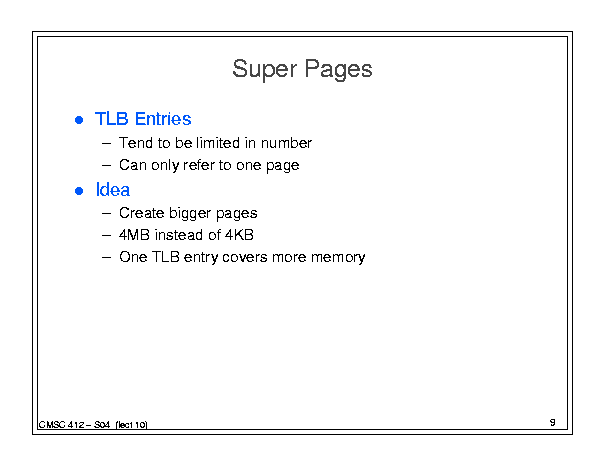 Super Pages
● TLB Entries
– Tend to be limited in number
– Can only refer to one page
● Idea
– Create bigger pages
– 4MB instead of 4KB
– One TLB entry covers more memory
CMSC 412 – S04 (lect 10)
9